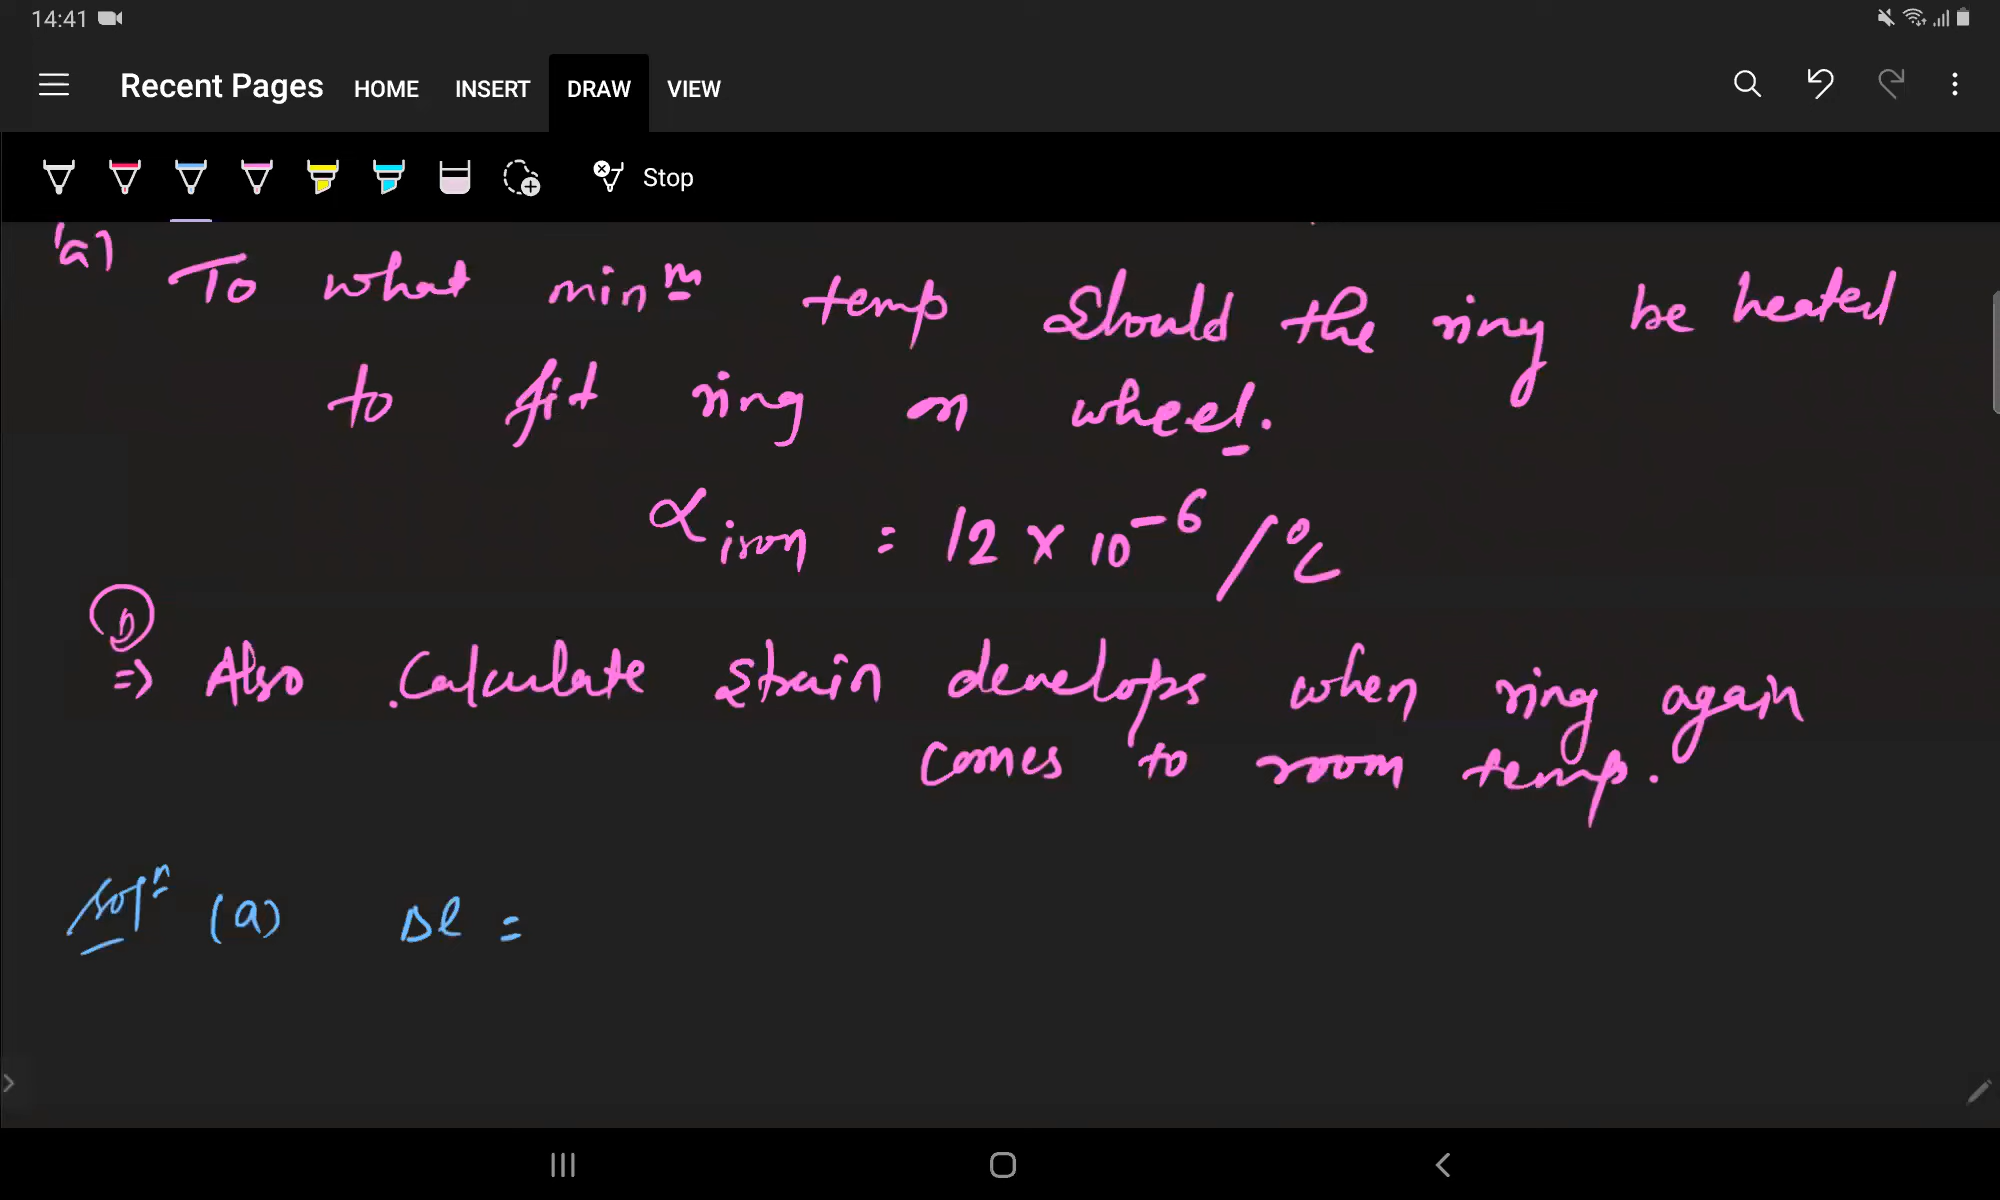 14:41
Recent Pages HOME INSERT DRAW VIEW
Stop
(a) To what minᵐ temp should the ring be heated
to fit ring on wheel.
α iron = 12 × 10⁻⁶ /°C
b
⇒ Also Calculate strain develops when ring again
comes to room temp.
Solⁿ (a) Δl =